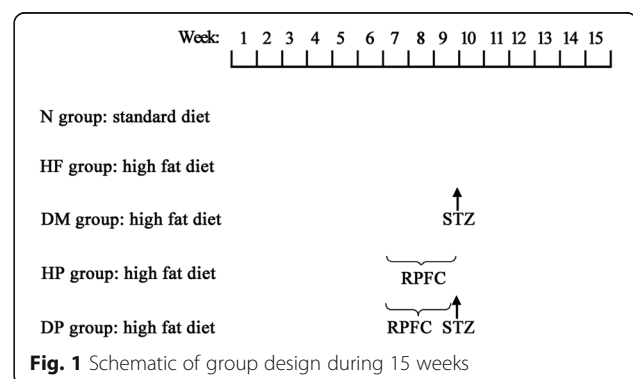 Week: 1 2 3 4 5 6 7 8 9 10 11 12 13 14 15
N group: standard diet
HF group: high fat diet
DM group: high fat diet STZ
HP group: high fat diet RPFC
DP group: high fat diet RPFC STZ
Fig. 1 Schematic of group design during 15 weeks